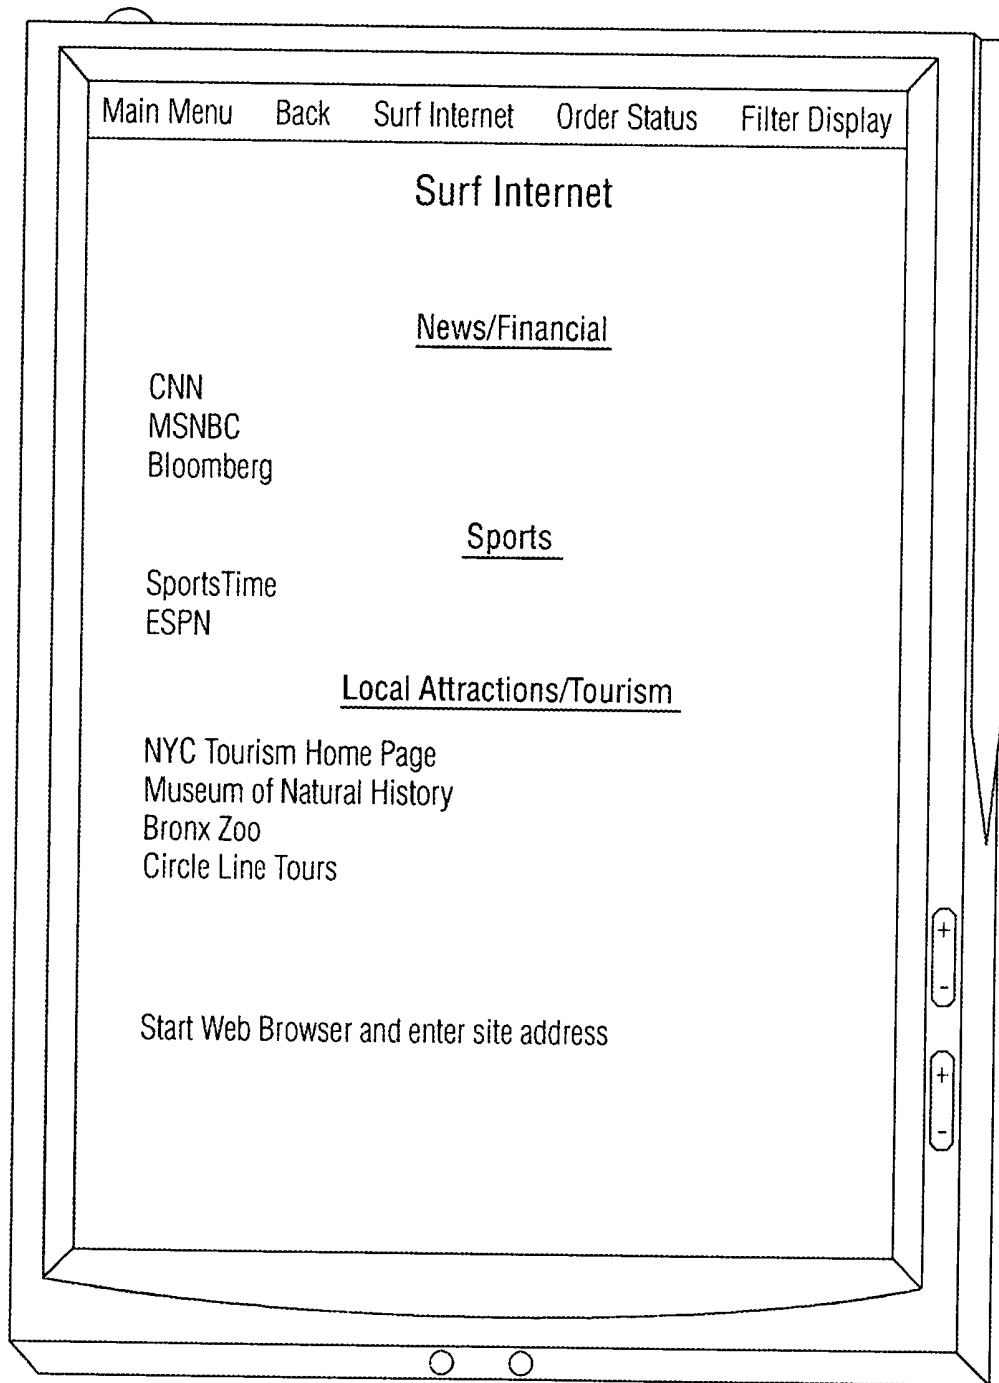 Main Menu Back Surf Internet Order Status Filter Display
Surf Internet
News/Financial
CNN
MSNBC
Bloomberg
Sports
SportsTime
ESPN
Local Attractions/Tourism
NYC Tourism Home Page
Museum of Natural History
Bronx Zoo
Circle Line Tours
+
-
Start Web Browser and enter site address
+
-